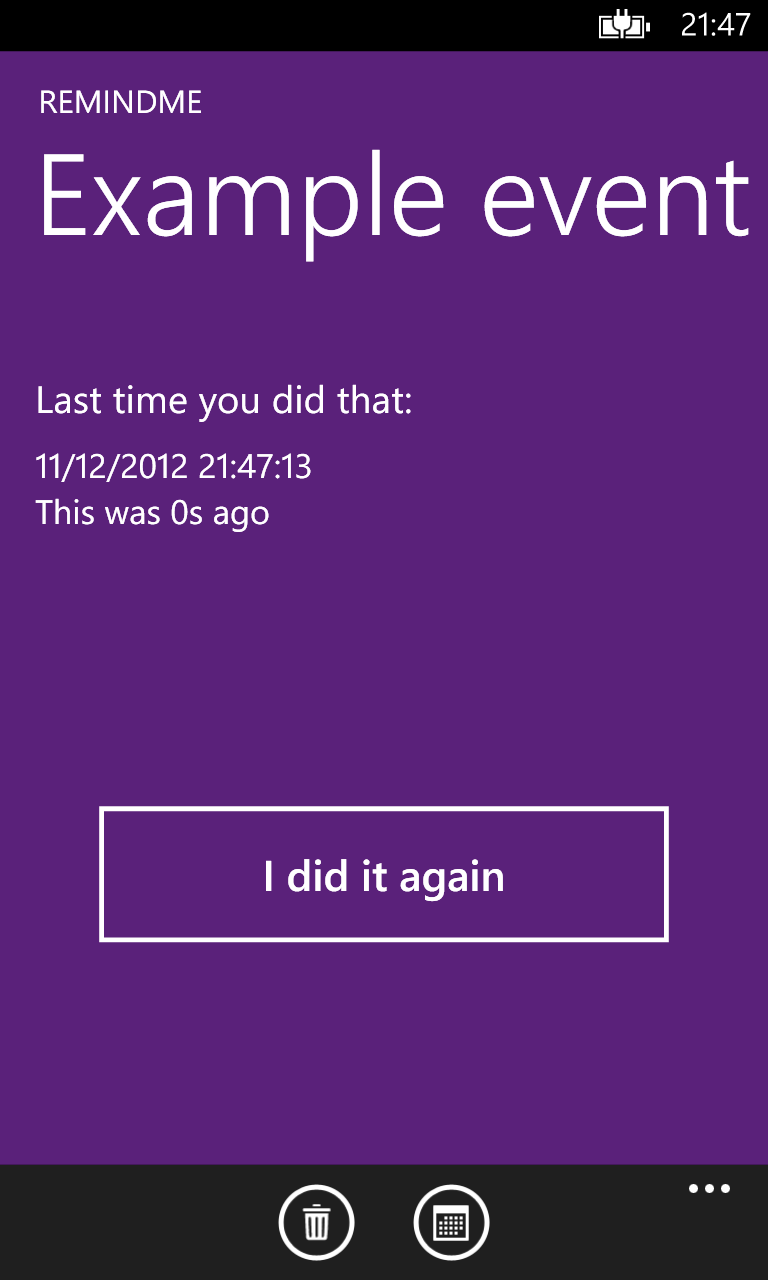 21:47
REMINDME
Example event
Last time you did that:
11/12/2012 21:47:13
This was 0s ago
I did it again